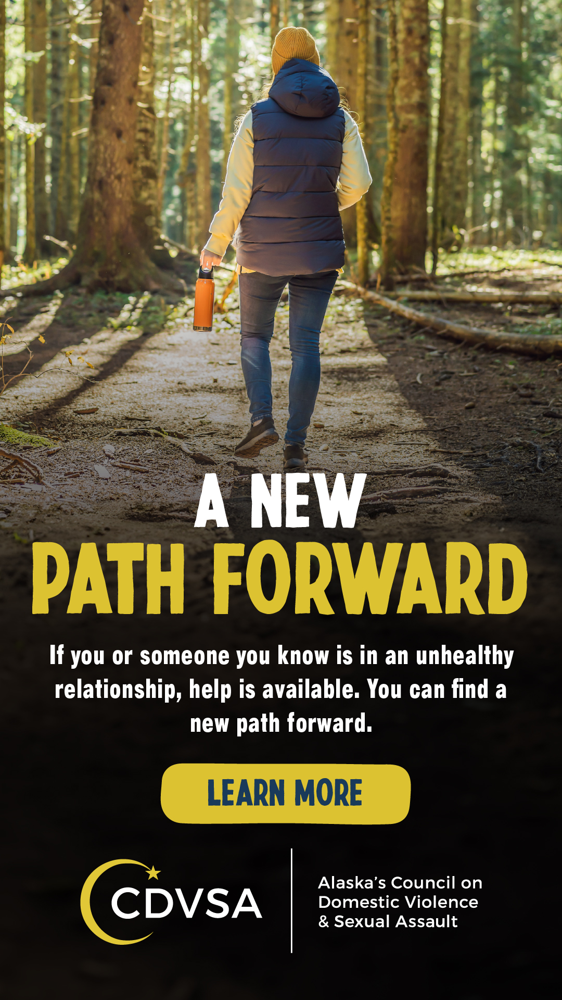 A NEW
PATH FORWARD
If you or someone you know is in an unhealthy
relationship, help is available. You can find a
new path forward.
LEARN MORE
CDVSA
Alaska's Council on
Domestic Violence
& Sexual Assault